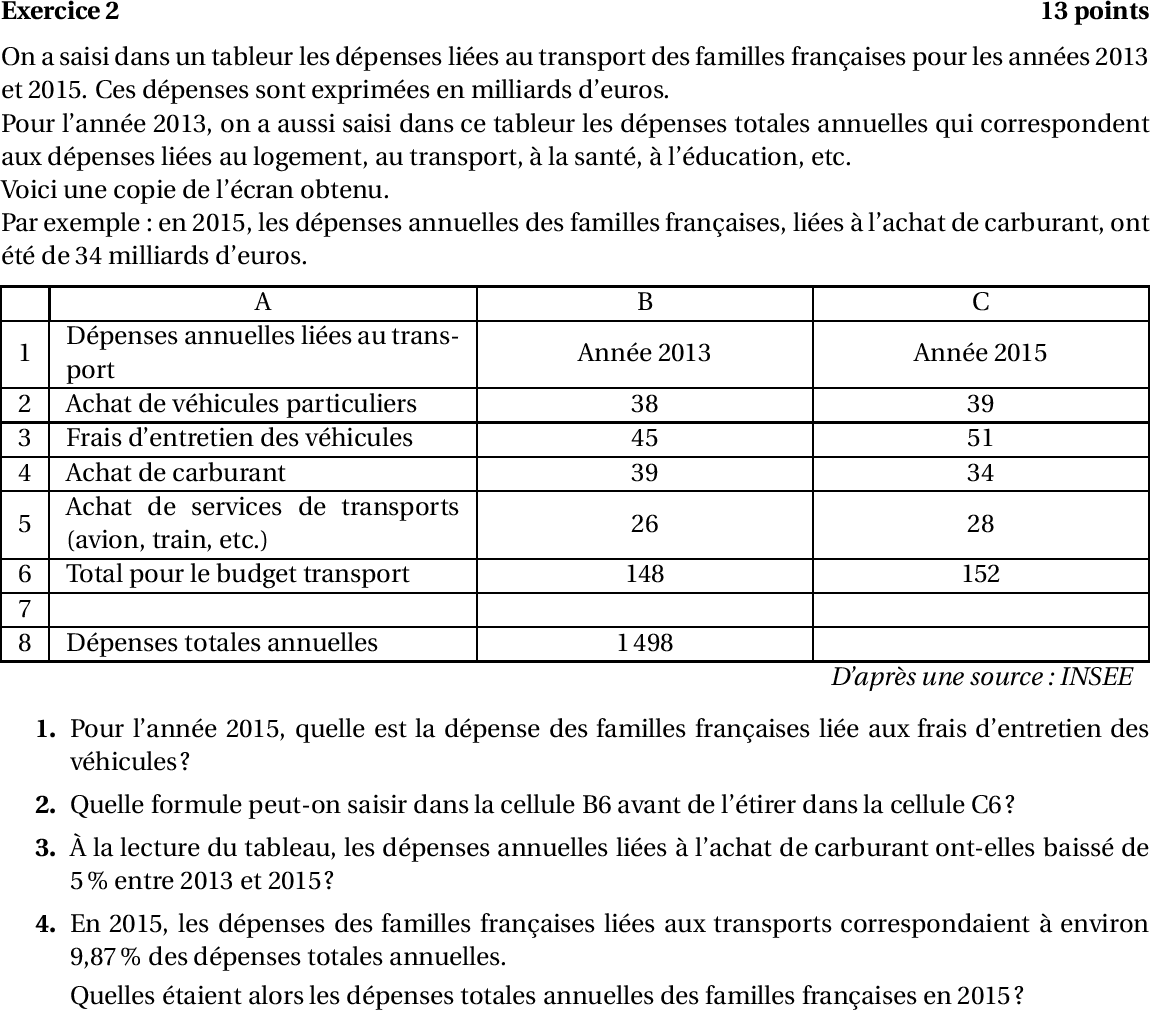 Exercice 2 13 points
On a saisi dans un tableur les dépenses liées au transport des familles françaises pour les années 2013
et 2015. Ces dépenses sont exprimées en milliards d’euros.
Pour l’année 2013, on a aussi saisi dans ce tableur les dépenses totales annuelles qui correspondent
aux dépenses liées au logement, au transport, à la santé, à l’éducation, etc.
Voici une copie de l’écran obtenu.
Par exemple : en 2015, les dépenses annuelles des familles françaises, liées à l’achat de carburant, ont
été de 34 milliards d’euros.
A B C
1 Dépenses annuelles liées au trans-
port Année 2013 Année 2015
2 Achat de véhicules particuliers 38 39
3 Frais d’entretien des véhicules 45 51
4 Achat de carburant 39 34
5 Achat de services de transports
(avion, train, etc.) 26 28
6 Total pour le budget transport 148 152
7
8 Dépenses totales annuelles 1 498
D’après une source : INSEE
1. Pour l’année 2015, quelle est la dépense des familles françaises liée aux frais d’entretien des
véhicules ?
2. Quelle formule peut-on saisir dans la cellule B6 avant de l’étirer dans la cellule C6 ?
3. À la lecture du tableau, les dépenses annuelles liées à l’achat de carburant ont-elles baissé de
5 % entre 2013 et 2015 ?
4. En 2015, les dépenses des familles françaises liées aux transports correspondaient à environ
9,87 % des dépenses totales annuelles.
Quelles étaient alors les dépenses totales annuelles des familles françaises en 2015 ?